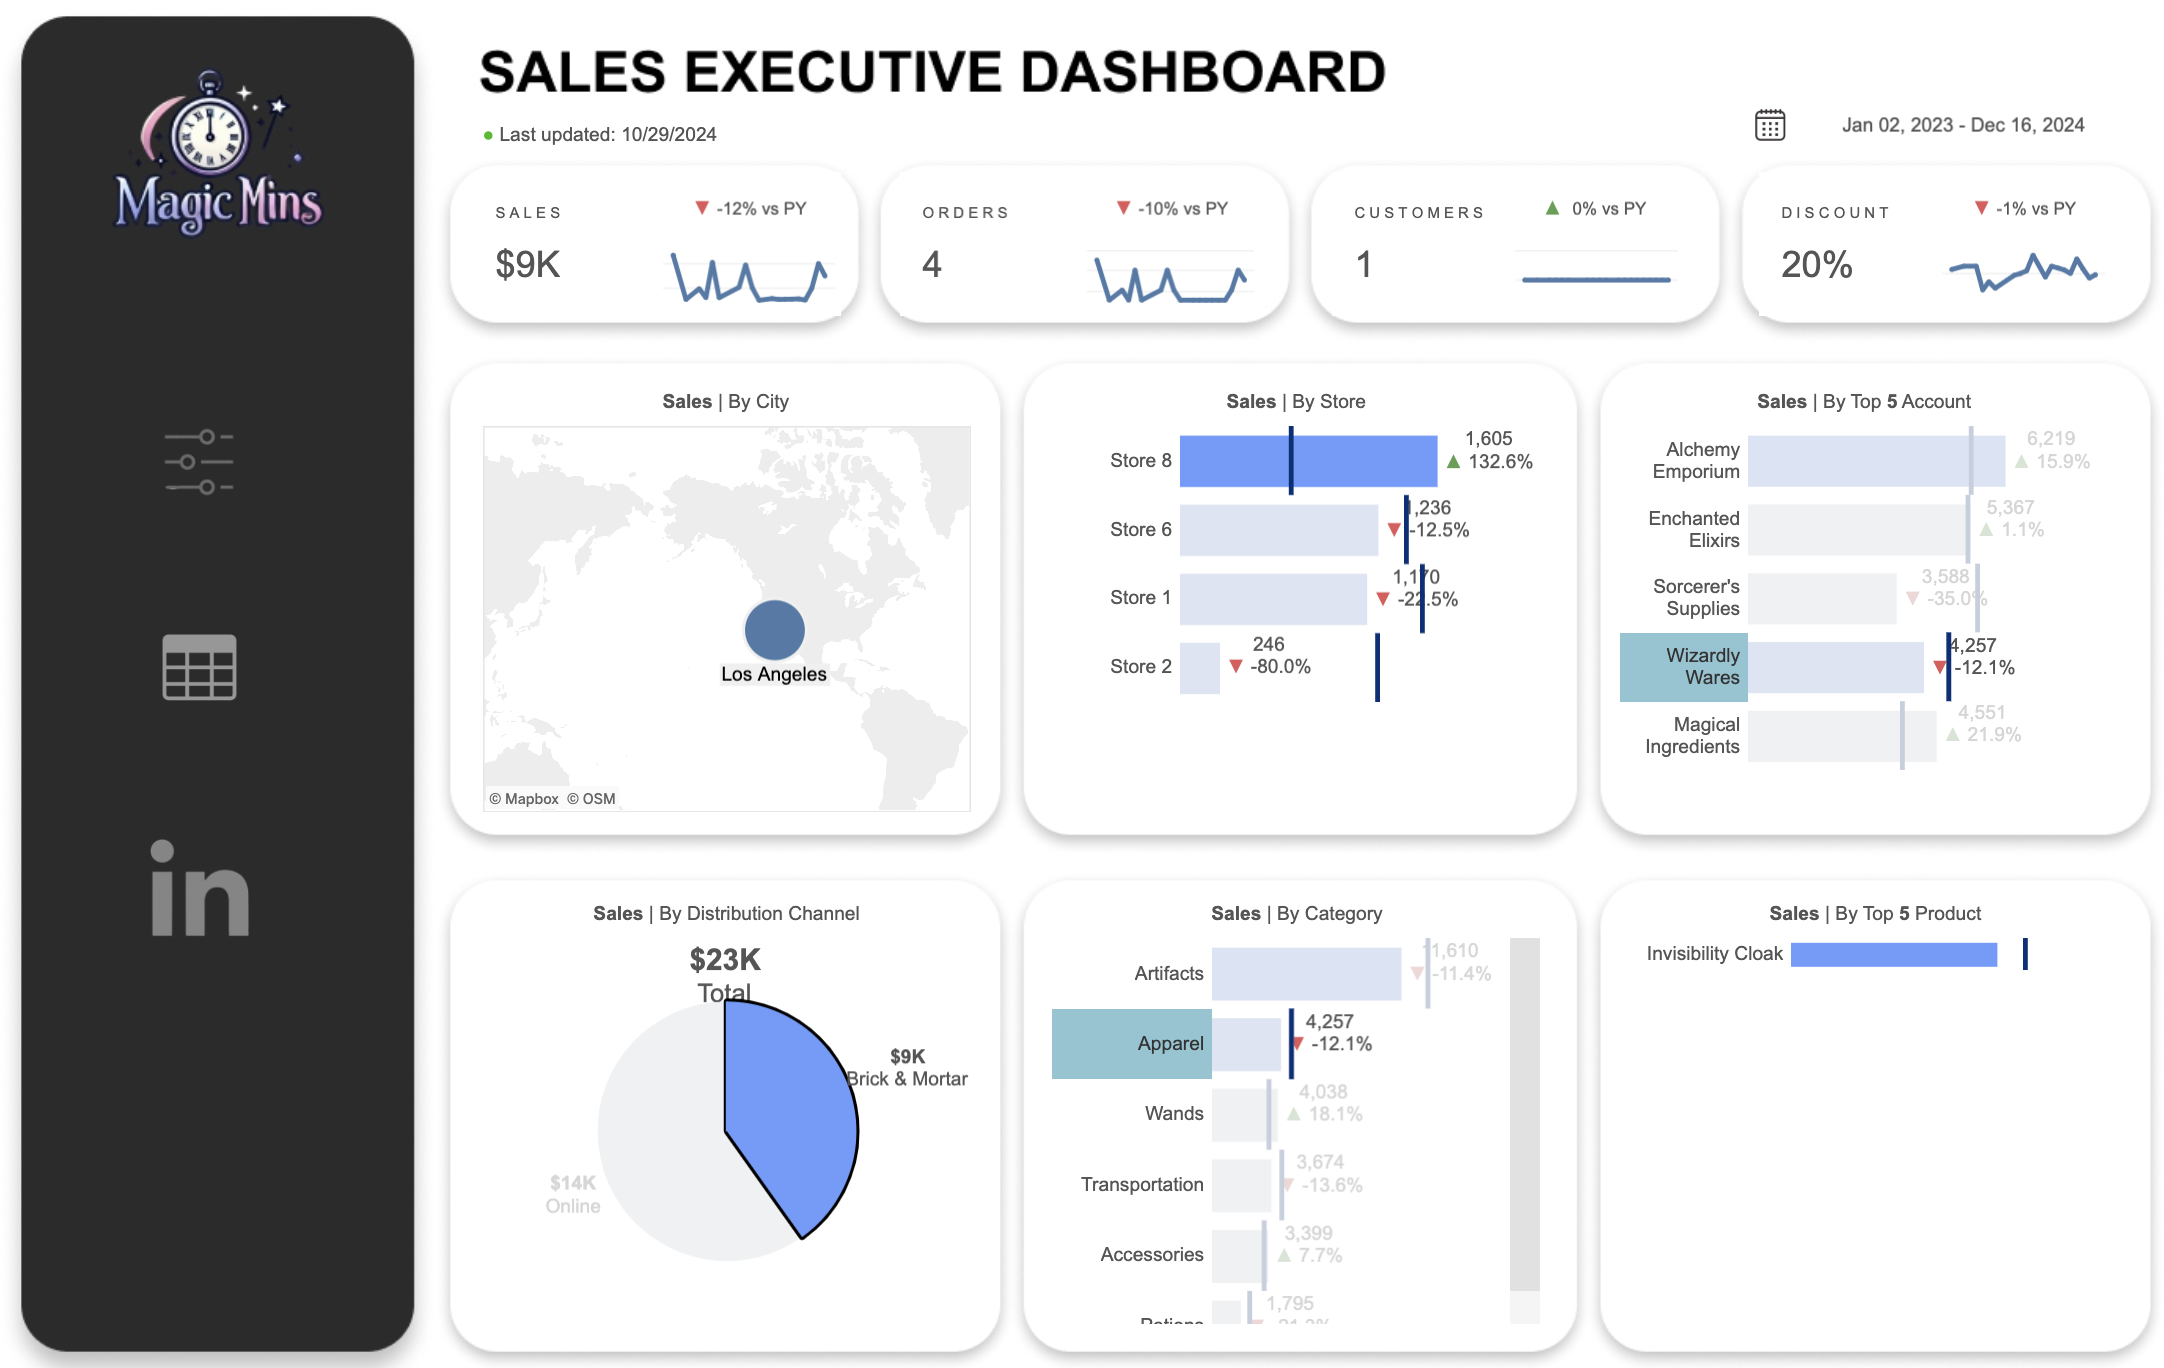 Magic Mins
SALES EXECUTIVE DASHBOARD
Last updated: 10/29/2024
Jan 02, 2023 - Dec 16, 2024
SALES
-12% vs PY
$9K
ORDERS
-10% vs PY
4
CUSTOMERS
0% vs PY
1
DISCOUNT
-1% vs PY
20%
Sales | By City
Los Angeles
© Mapbox © OSM
Sales | By Store
Store 8
1,605
132.6%
Store 6
1,236
-12.5%
Store 1
1,170
-22.5%
Store 2
246
-80.0%
Sales | By Top 5 Account
Alchemy
Emporium
6,219
15.9%
Enchanted
Elixirs
5,367
1.1%
Sorcerer's
Supplies
3,588
-35.0%
Wizardly
Wares
4,257
-12.1%
Magical
Ingredients
4,551
21.9%
Sales | By Distribution Channel
$23K
Total
$9K
Brick & Mortar
$14K
Online
in
Sales | By Category
Artifacts
11,610
-11.4%
Apparel
4,257
-12.1%
Wands
4,038
18.1%
Transportation
3,674
-13.6%
Accessories
3,399
7.7%
1,795
Sales | By Top 5 Product
Invisibility Cloak